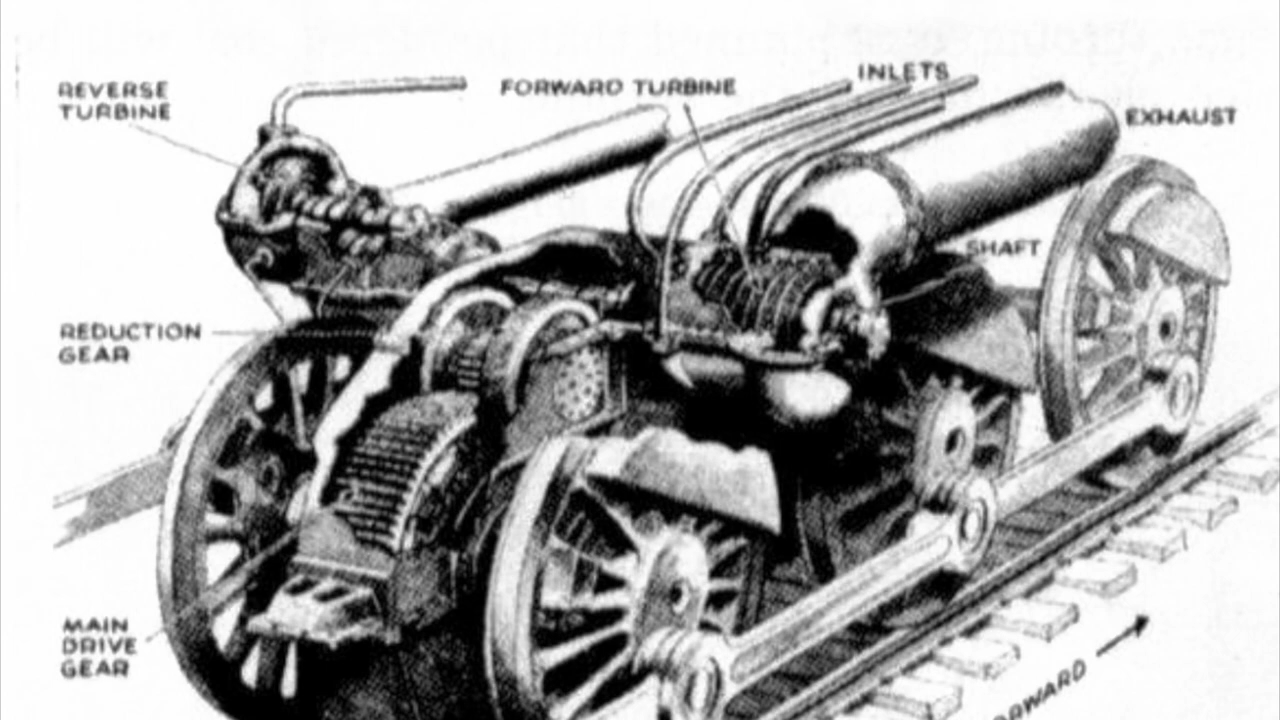 REVERSE
TURBINE
FORWARD TURBINE
INLETS
EXHAUST
SHAFT
REDUCTION
GEAR
MAIN
DRIVE
GEAR